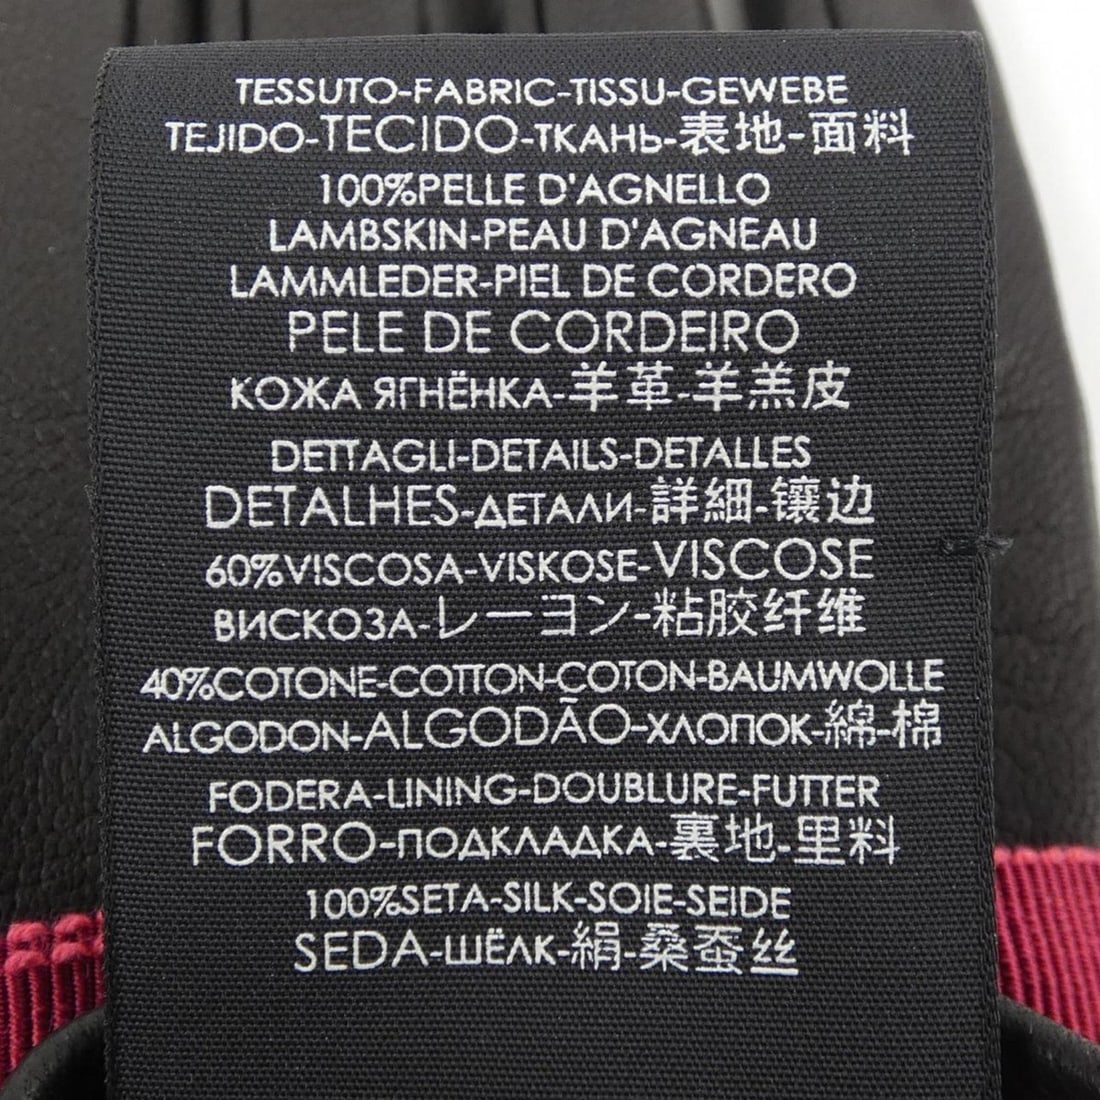 TESSUTO-FABRIC-TISSU-GEWEBE
TEJIDO-TECIDO-ТКАНЬ-表地-面料
100%PELLE D'AGNELLO
LAMBSKIN-PEAU D'AGNEAU
LAMMLEDER-PIEL DE CORDERO
PELE DE CORDEIRO
КОЖА ЯГНЁНКА-羊革-羊羔皮
DETTAGLI-DETAILS-DETALLES
DETALHES-ДЕТАЛИ-詳細-镶边
60%VISCOSA-VISKOSE-VISCOSE
ВИСКОЗА-レーヨン-粘胶纤维
40%COTONE-COTTON-COTON-BAUMWOLLE
ALGODON-ALGODÃO-ХЛОПОК-綿-棉
FODERA-LINING-DOUBLURE-FUTTER
FORRO-ПОДКЛАДКА-裏地-里料
100%SETA-SILK-SOIE-SEIDE
SEDA-ШЁЛК-絹-桑蚕丝